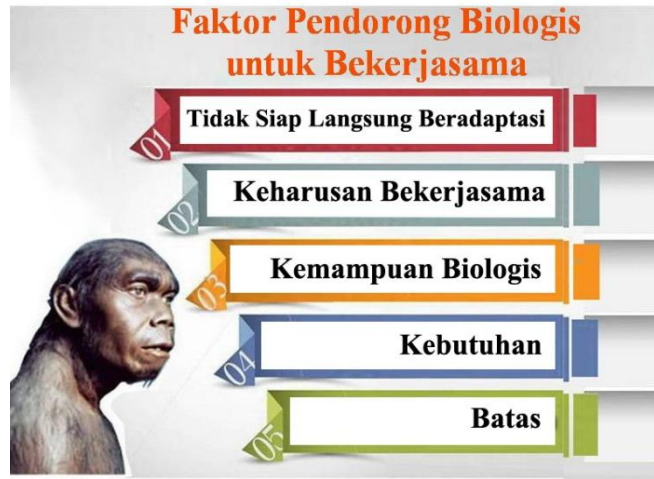 Faktor Pendorong Biologis
untuk Bekerjasama
01
Tidak Siap Langsung Beradaptasi
02
Keharusan Bekerjasama
03
Kemampuan Biologis
04
Kebutuhan
05
Batas